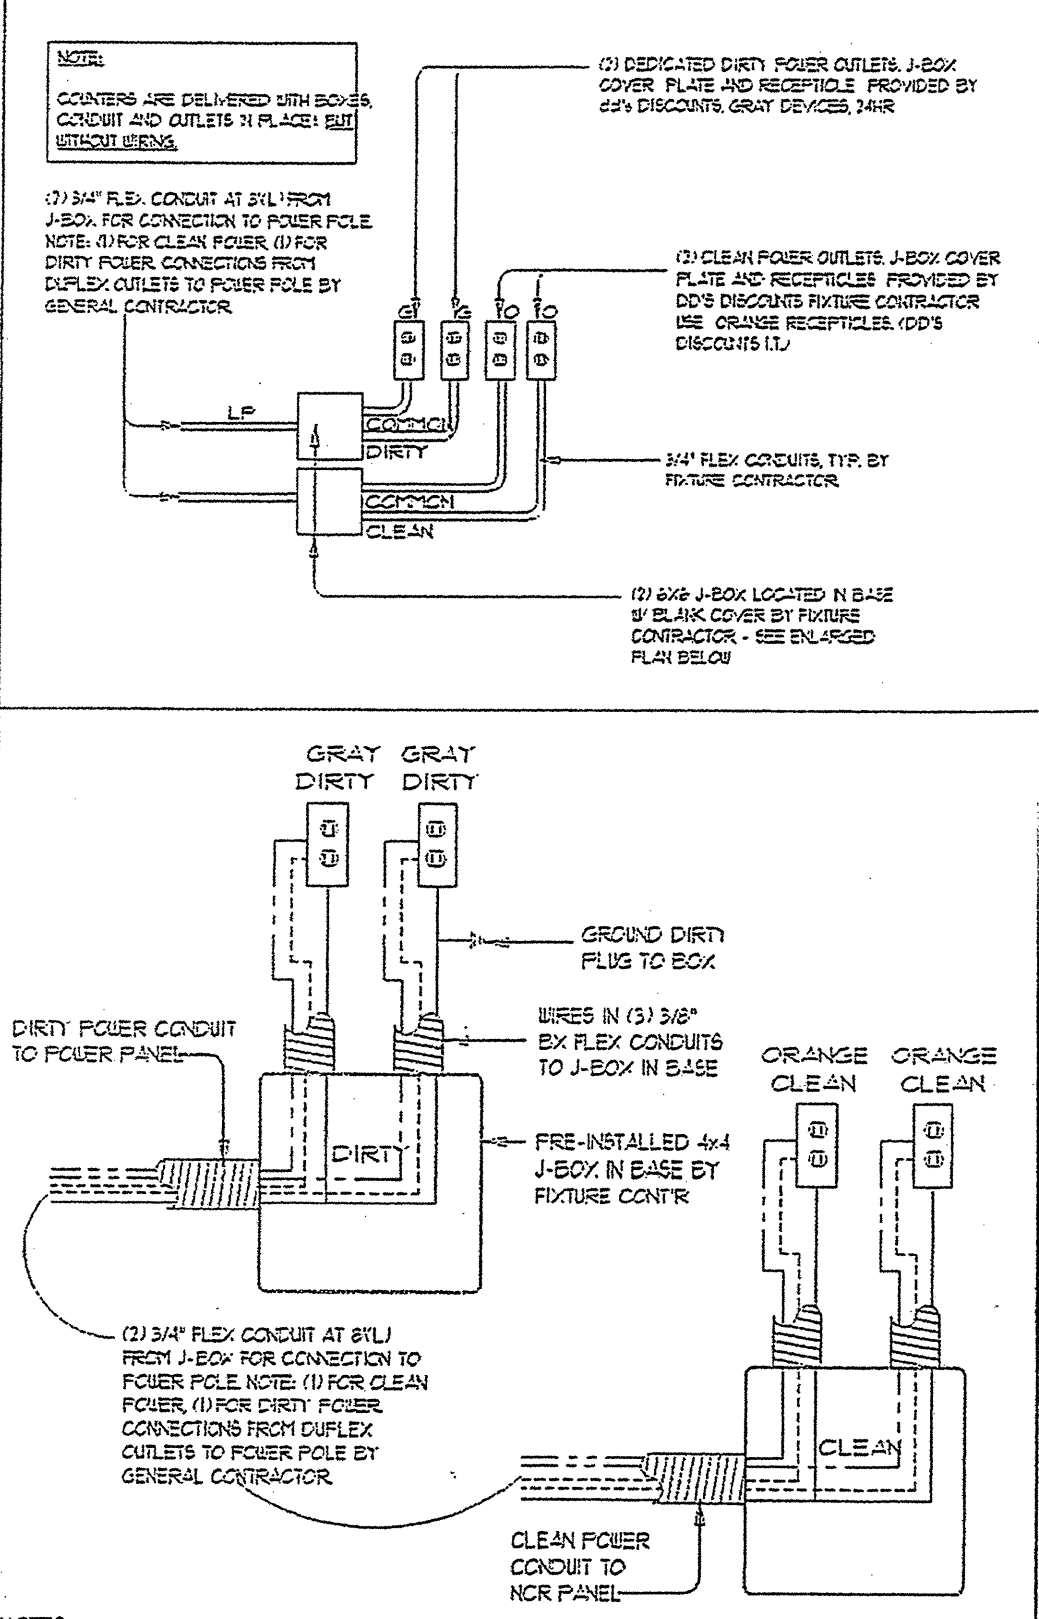 NOTE:
COUNTERS ARE DELIVERED WITH BOXES,
CONDUIT AND OUTLETS IN PLACE: BUT
WITHOUT WIRING.
(2) DEDICATED DIRTY POWER OUTLETS, J-BOX
COVER PLATE AND RECEPTICLE PROVIDED BY
dd's DISCOUNTS, GRAY DEVICES, 24HR
(2) 3/4" FLEX CONDUIT AT 8'(L) FROM
J-BOX FOR CONNECTION TO POWER POLE
NOTE: (1) FOR CLEAN POWER, (1) FOR
DIRTY POWER, CONNECTIONS FROM
DUPLEX OUTLETS TO POWER POLE BY
GENERAL CONTRACTOR
(2) CLEAN POWER OUTLETS, J-BOX COVER
PLATE AND RECEPTICLES PROVIDED BY
DD'S DISCOUNTS FIXTURE CONTRACTOR
USE ORANGE RECEPTICLES, (DD'S
DISCOUNTS I.T.)
G G O O
LP
COMMON
DIRTY
COMMON
CLEAN
3/4" FLEX CONDUITS, TYP. BY
FIXTURE CONTRACTOR
(2) 6X6 J-BOX LOCATED IN BASE
W/ BLANK COVER BY FIXTURE
CONTRACTOR - SEE ENLARGED
PLAN BELOW
GRAY GRAY
DIRTY DIRTY
GROUND DIRTY
PLUG TO BOX
DIRTY POWER CONDUIT
TO POWER PANEL
WIRES IN (3) 3/8"
BX FLEX CONDUITS
TO J-BOX IN BASE
ORANGE ORANGE
CLEAN CLEAN
DIRTY
PRE-INSTALLED 4x4
J-BOX IN BASE BY
FIXTURE CONT'R
(2) 3/4" FLEX CONDUIT AT 8'(L)
FROM J-BOX FOR CONNECTION TO
POWER POLE NOTE: (1) FOR CLEAN
POWER, (1) FOR DIRTY POWER
CONNECTIONS FROM DUPLEX
OUTLETS TO POWER POLE BY
GENERAL CONTRACTOR
CLEAN
CLEAN POWER
CONDUIT TO
NCR PANEL